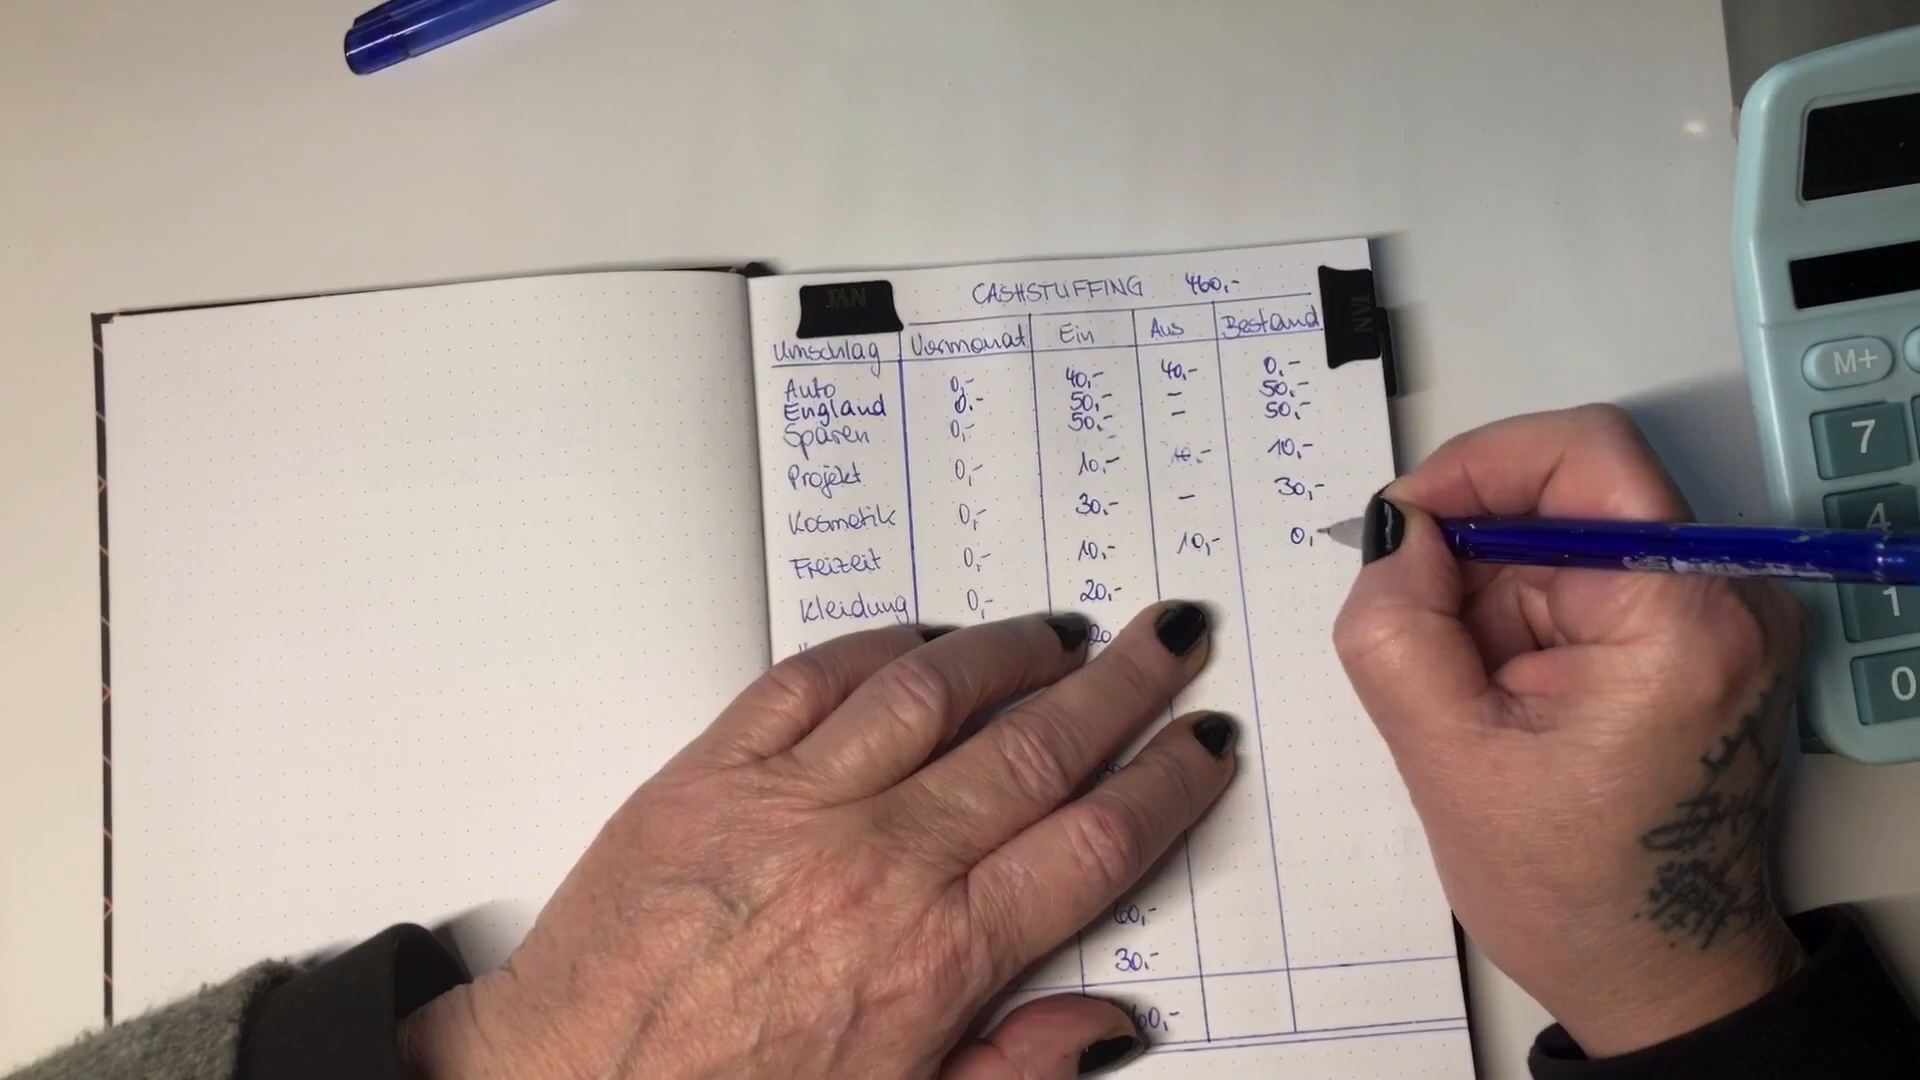 JAN
CASHSTUFFING 460,-
JAN
Umschlag Vormonat Ein Aus Bestand
Auto 0,- 40,- 40,- 0,-
England 0,- 50,- - 50,-
Sparen 0,- 50,- - 50,-
Projekt 0,- 10,- 10,- 10,-
Kosmetik 0,- 30,- - 30,-
Freizeit 0,- 10,- 10,- 0,-
Kleidung 0,- 20,-
20
60,-
30,-
60,-
M+
7
4
1
0